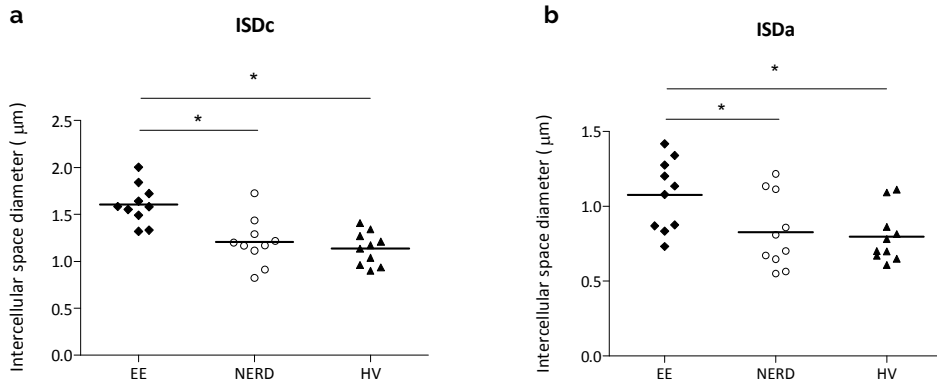 a
ISDc
*
*
Intercellular space diameter ( μm)
2.5
2.0
1.5
1.0
0.5
0.0
EE NERD HV
b
ISDa
*
*
Intercellular space diameter ( μm)
1.5
1.0
0.5
0.0
EE NERD HV